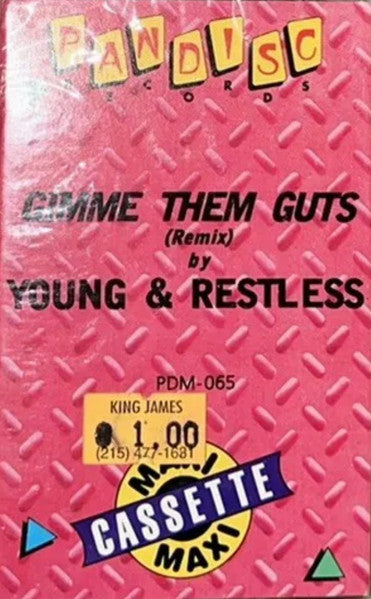 PANDISC
RECORDS
GIMME THEM GUTS
(Remix)
by
YOUNG & RESTLESS
PDM-065
KING JAMES
1.00
(215) 477-1681
MAXI
CASSETTE
MAXI